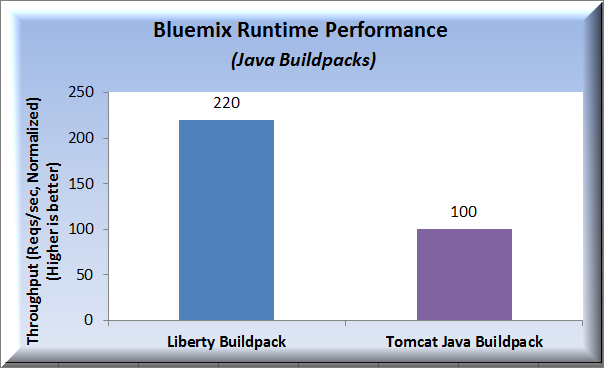 Bluemix Runtime Performance
(Java Buildpacks)
Throughput (Reqs/sec, Normalized)
(Higher is better)
250
200
150
100
50
0
220
100
Liberty Buildpack
Tomcat Java Buildpack